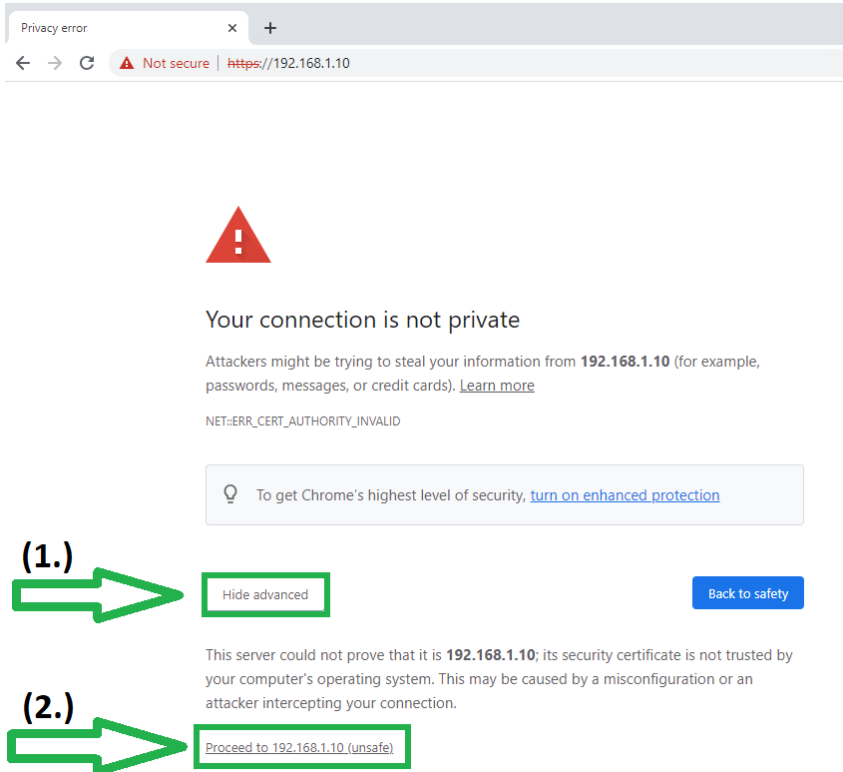 Privacy error
Not secure | https://192.168.1.10
Your connection is not private
Attackers might be trying to steal your information from 192.168.1.10 (for example,
passwords, messages, or credit cards). Learn more
NET::ERR_CERT_AUTHORITY_INVALID
To get Chrome's highest level of security, turn on enhanced protection
(1.)
Hide advanced
Back to safety
This server could not prove that it is 192.168.1.10; its security certificate is not trusted by
your computer's operating system. This may be caused by a misconfiguration or an
attacker intercepting your connection.
(2.)
Proceed to 192.168.1.10 (unsafe)